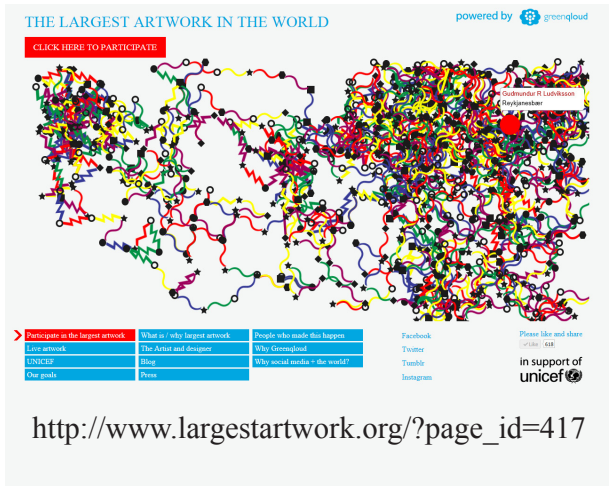 THE LARGEST ARTWORK IN THE WORLD
powered by greenqloud
CLICK HERE TO PARTICIPATE
Gudmundur R Ludviksson
Reykjanesbær
Participate in the largest artwork
What is / why largest artwork
People who made this happen
Live artwork
The Artist and designer
Why Greenqloud
UNICEF
Blog
Why social media + the world?
Our goals
Press
Facebook
Twitter
Tumblr
Instagram
Please like and share
Like 618
in support of
unicef
http://www.largestartwork.org/?page_id=417